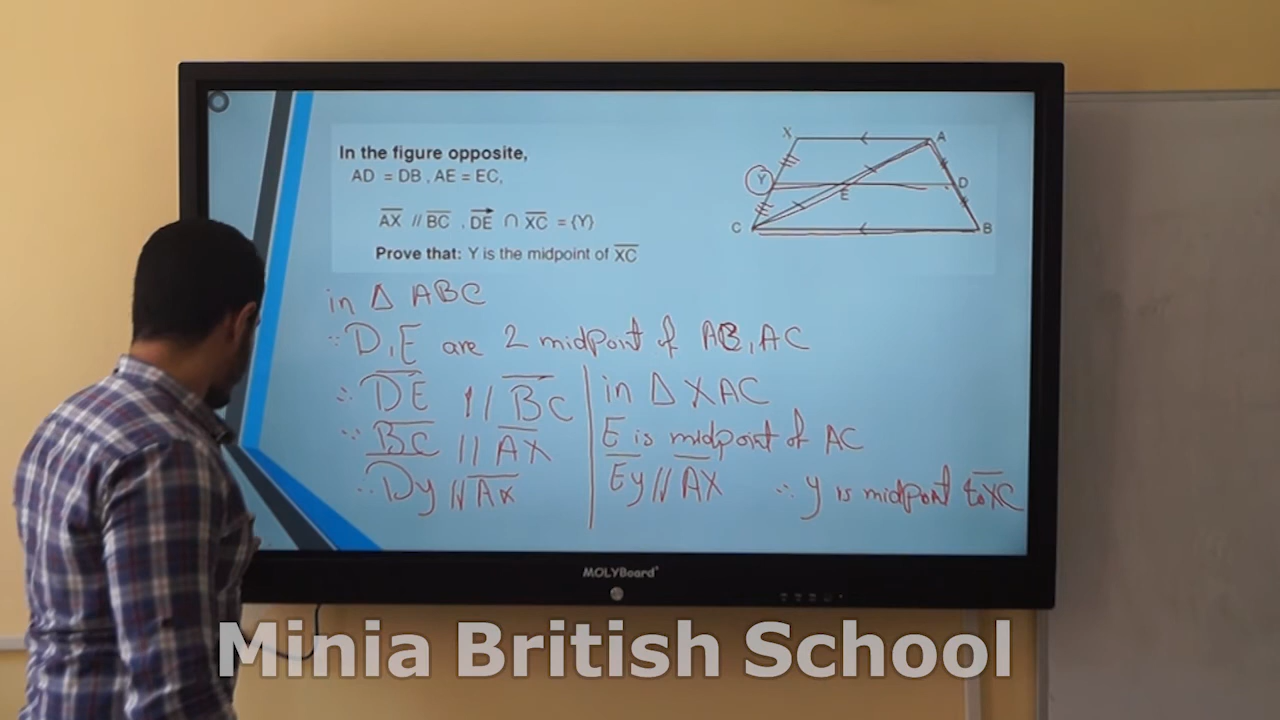 In the figure opposite,
AD = DB , AE = EC,
AX // BC , DE ∩ XC = {Y}
Prove that: Y is the midpoint of XC
X
A
Y
D
E
C
B
in Δ ABC
∵ D, E are 2 midpoint of AB, AC
∴ DE // BC
∵ BC // AX
∴ Dy // AX
in Δ XAC
E is midpoint of AC
Ey // AX ∴ y is midpoint to XC
MOLYBoard
Minia British School